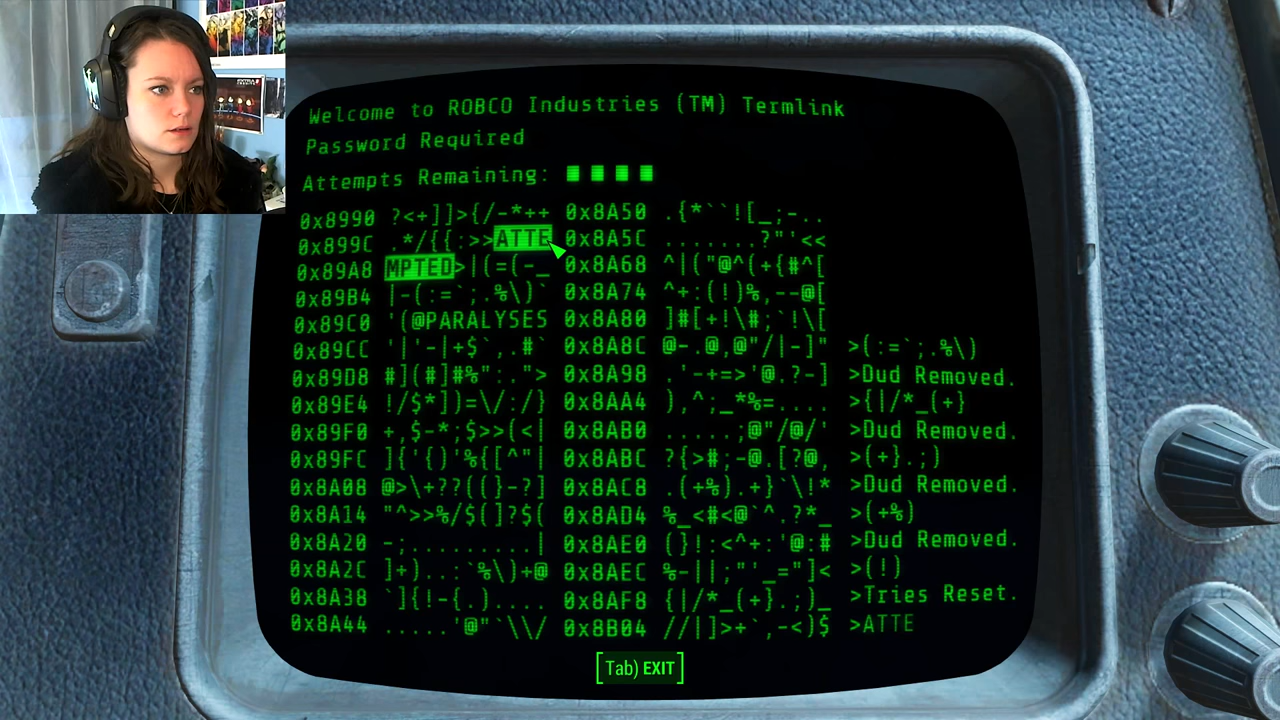 Welcome to ROBCO Industries (TM) Termlink
Password Required
Attempts Remaining: ■ ■ ■ ■
0x8990 ?<+]]>{/-*++ 0x8A50 .{*``![_;-..
0x899C .*/{{:>>ATTE 0x8A5C .......?"'<<
0x89A8 MPTED>|(=(-_ 0x8A68 ^|("@^(+{#^[
0x89B4 |-(:=`;.%\)` 0x8A74 ^+:(!)%,--@[
0x89C0 '(@PARALYSES 0x8A80 ]#[+!\#;`!\[
0x89CC '|'-|+$`,.#` 0x8A8C @-.@,@"/|-]" >(:=`;.%\)
0x89D8 #](#]#%":."> 0x8A98 .'-+=>'@.?-] >Dud Removed.
0x89E4 !/$*])=\/:/} 0x8AA4 ),^;_*%=.... >{|/*_(+}
0x89F0 +,$-*;$>>(<| 0x8AB0 .....;@"/@/' >Dud Removed.
0x89FC ]{'{)'%{[^"| 0x8ABC ?{>#;-@.[?@, >(+}.;)
0x8A08 @>\+??((}-?] 0x8AC8 .(+%).+}`\!* >Dud Removed.
0x8A14 "^>>%/$(]?$( 0x8AD4 %_<#<@`^.?*_ >(+%)
0x8A20 -;.........| 0x8AE0 (}!:<^+:'@:# >Dud Removed.
0x8A2C ]+)..:`%\)+@ 0x8AEC %-||;"'_="]< >(!)
0x8A38 `]{!-{.).... 0x8AF8 {|/*_(+}.;)_ >Tries Reset.
0x8A44 .....'@"`\\/ 0x8B04 //|]>+`,-<)$ >ATTE
[Tab) EXIT]